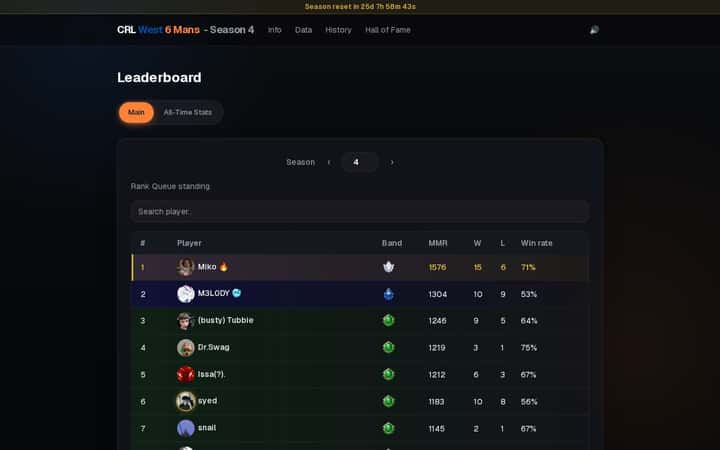 Season reset in 25d 7h 58m 43s
CRL West 6 Mans - Season 4 Info Data History Hall of Fame
Leaderboard
Main All-Time Stats
Season ‹ 4 ›
Rank Queue standing.
Search player...
# Player Band MMR W L Win rate
1 Miko 🔥 1576 15 6 71%
2 M3L0DY 🥶 1304 10 9 53%
3 (busty) Tubbie 1246 9 5 64%
4 Dr.Swag 1219 3 1 75%
5 Issa(?). 1212 6 3 67%
6 syed 1183 10 8 56%
7 snail 1145 2 1 67%